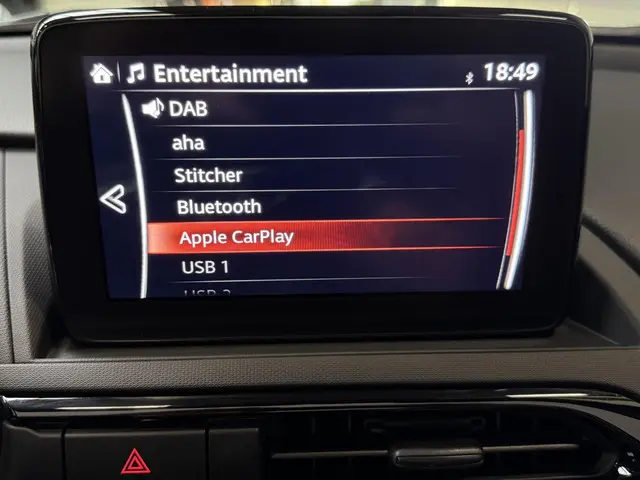 Entertainment 18:49
DAB
aha
Stitcher
Bluetooth
Apple CarPlay
USB 1